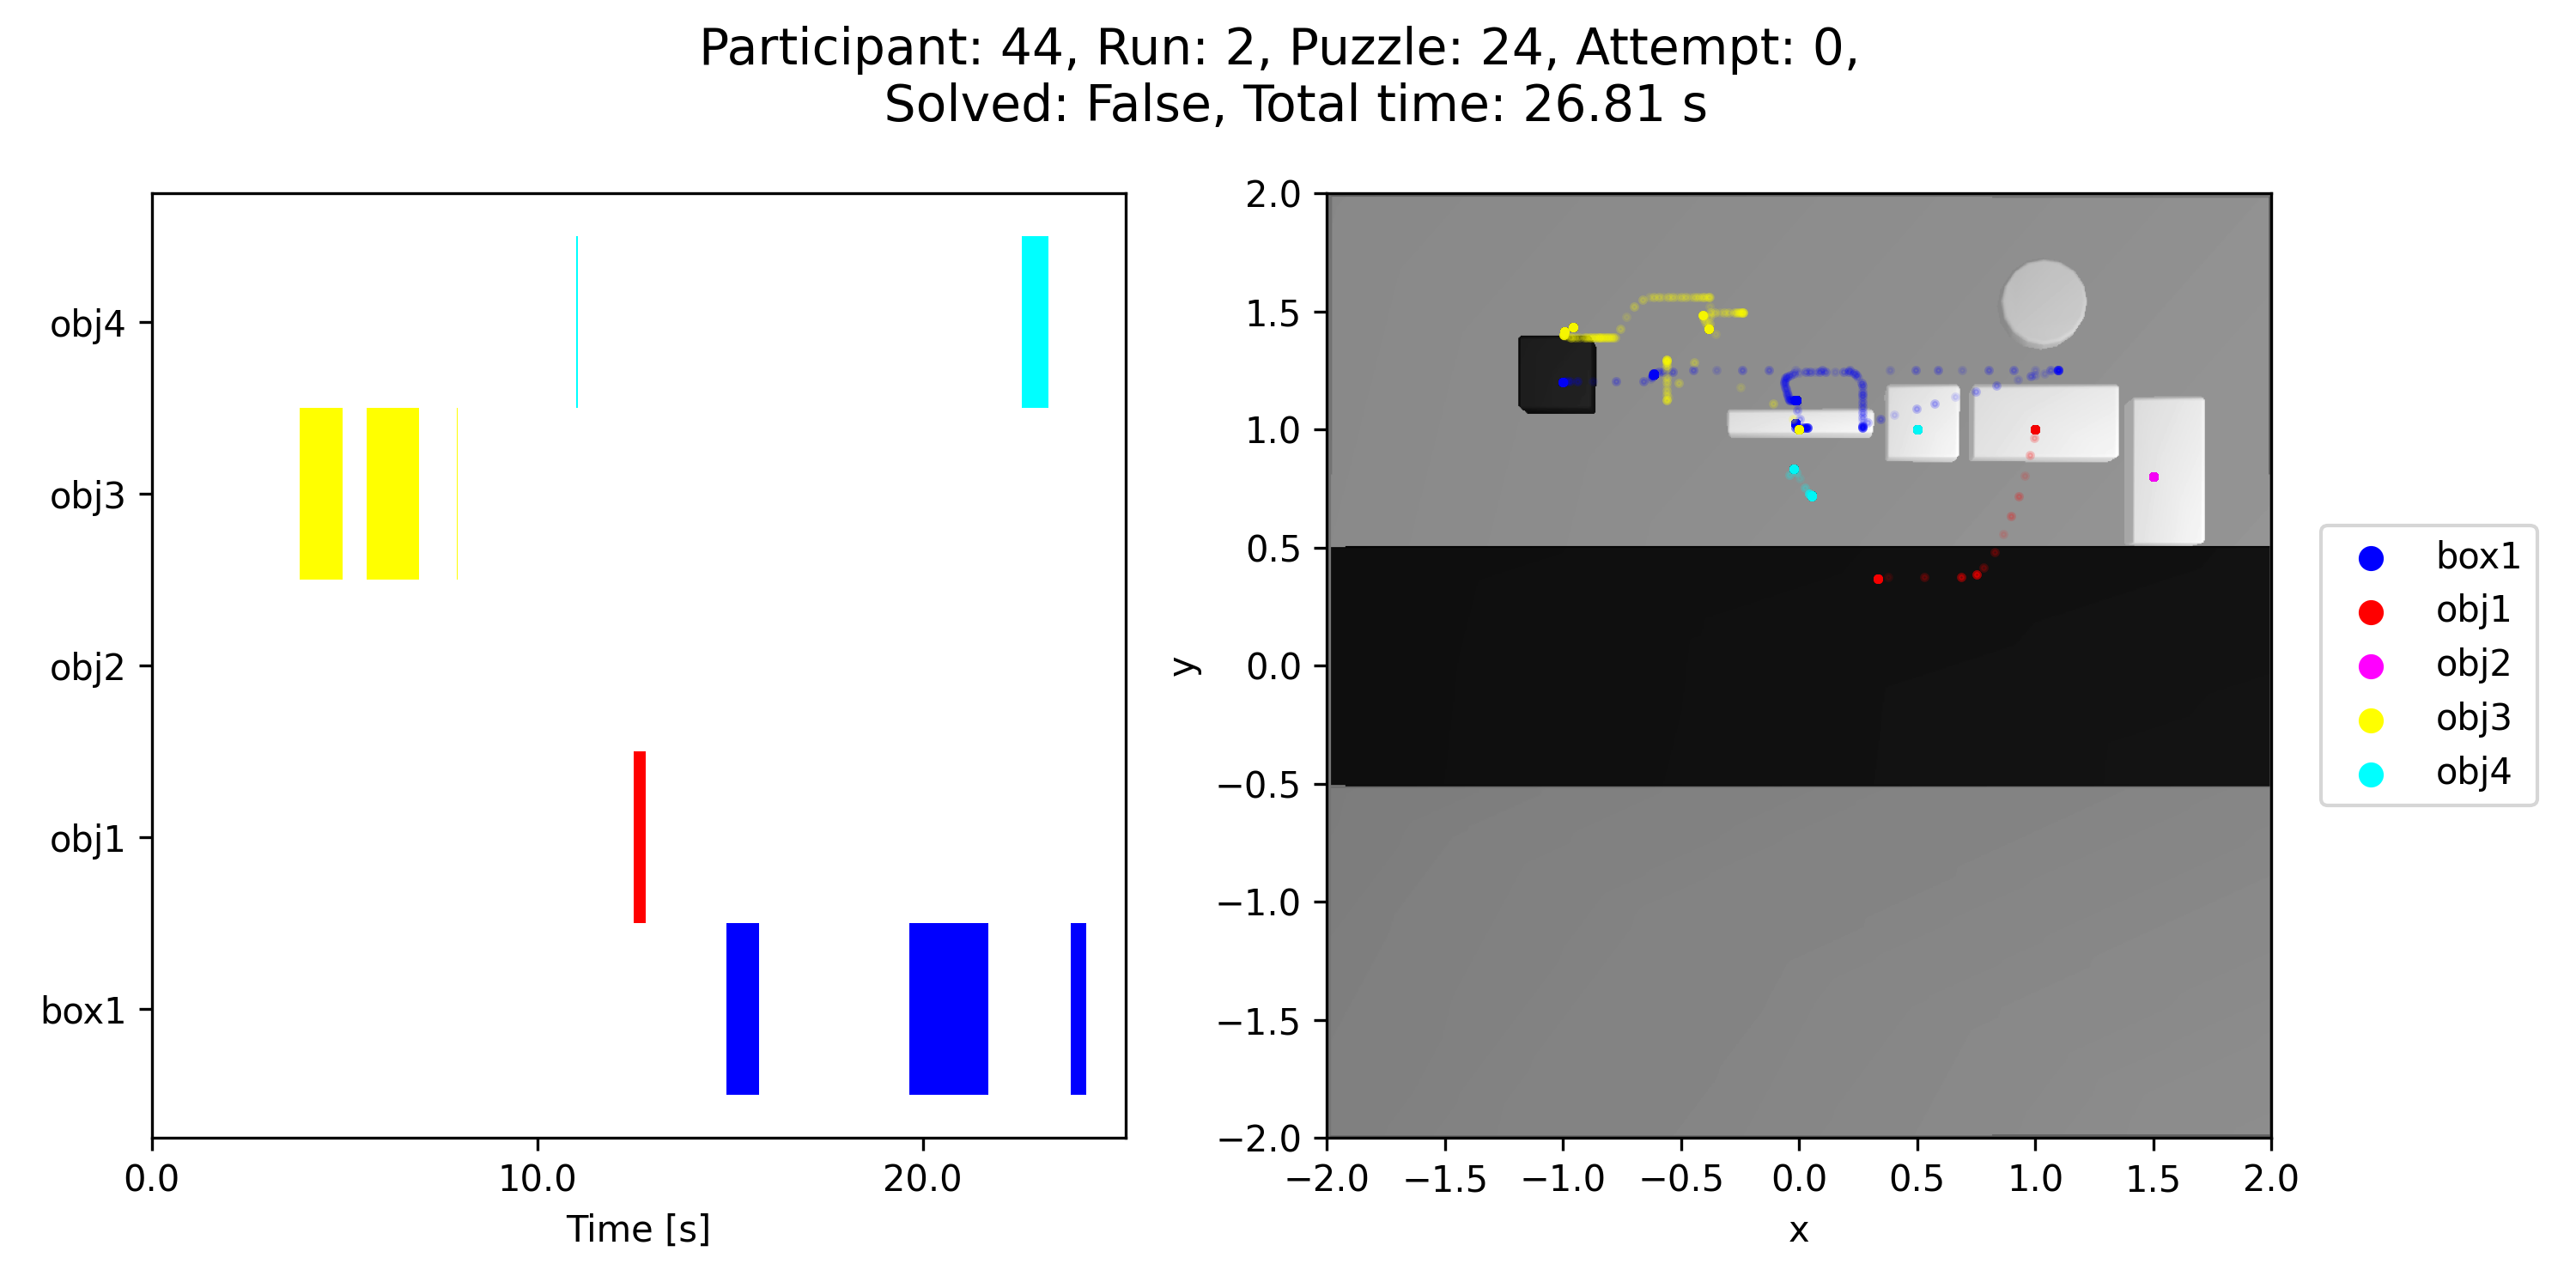 Participant: 44, Run: 2, Puzzle: 24, Attempt: 0,
Solved: False, Total time: 26.81 s
obj4
obj3
obj2
obj1
box1
0.0 10.0 20.0
Time [s]
2.0
1.5
1.0
0.5
0.0
−0.5
−1.0
−1.5
−2.0
y
−2.0 −1.5 −1.0 −0.5 0.0 0.5 1.0 1.5 2.0
x
box1
obj1
obj2
obj3
obj4